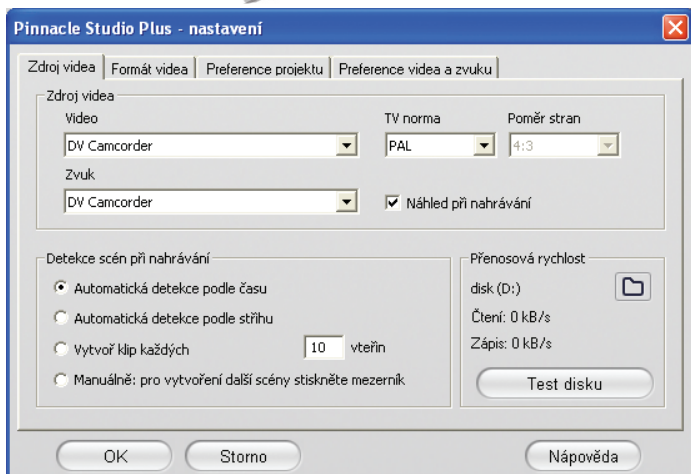 Pinnacle Studio Plus - nastavení
Zdroj videa Formát videa Preference projektu Preference videa a zvuku
Zdroj videa
Video TV norma Poměr stran
DV Camcorder PAL 4:3
Zvuk
DV Camcorder Náhled při nahrávání
Detekce scén při nahrávání
Automatická detekce podle času
Automatická detekce podle střihu
Vytvoř klip každých 10 vteřin
Manuálně: pro vytvoření další scény stiskněte mezerník
Přenosová rychlost
disk (D:)
Čtení: 0 kB/s
Zápis: 0 kB/s
Test disku
OK Storno Nápověda